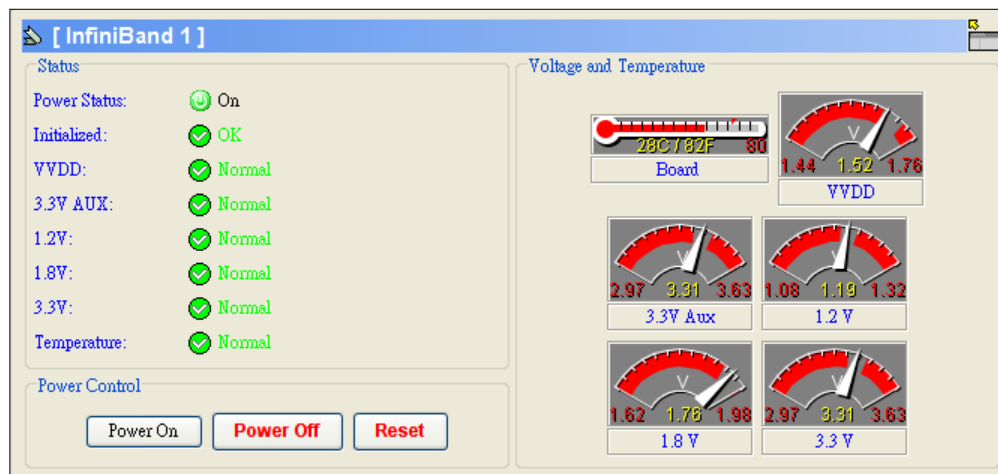 [ InfiniBand 1 ]
Status
Power Status: On
Initialized: OK
VVDD: Normal
3.3V AUX: Normal
1.2V: Normal
1.8V: Normal
3.3V: Normal
Temperature: Normal
Power Control
Power On Power Off Reset
Voltage and Temperature
28C / 82F 80
Board
V
1.44 1.52 1.76
VVDD
V V
2.97 3.31 3.63 1.08 1.19 1.32
3.3V Aux 1.2 V
V V
1.62 1.76 1.98 2.97 3.31 3.63
1.8 V 3.3 V